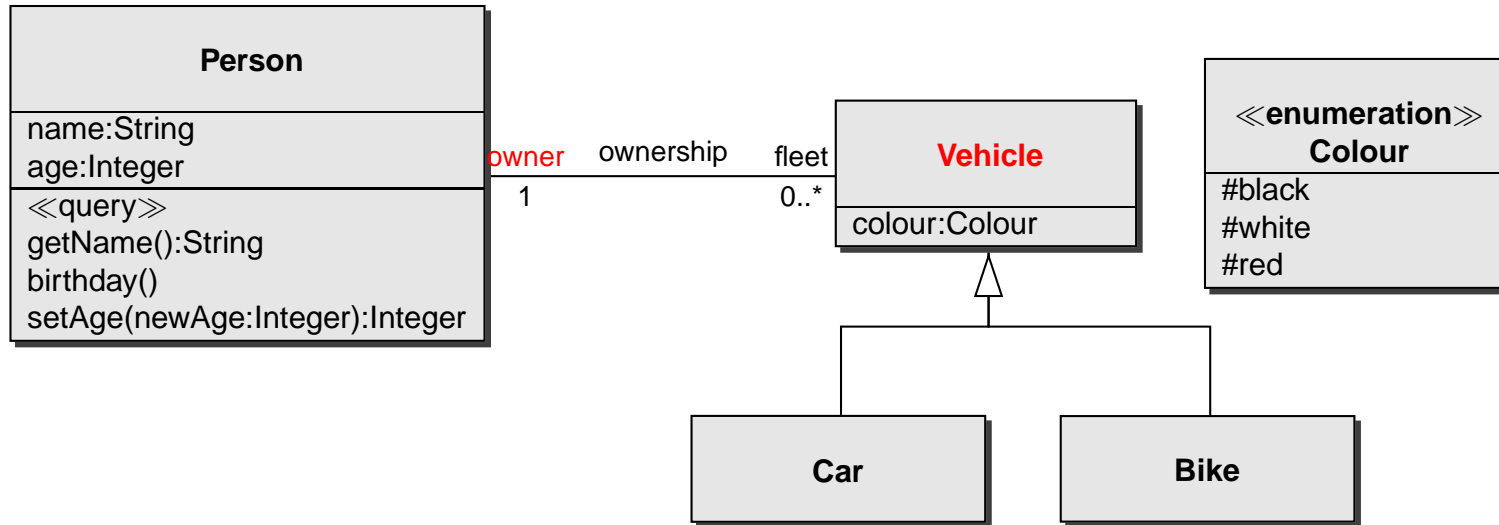 Person
name:String
age:Integer
≪query≫
getName():String
birthday()
setAge(newAge:Integer):Integer
owner
ownership
fleet
1
0..*
Vehicle
colour:Colour
≪enumeration≫
Colour
#black
#white
#red
Car
Bike